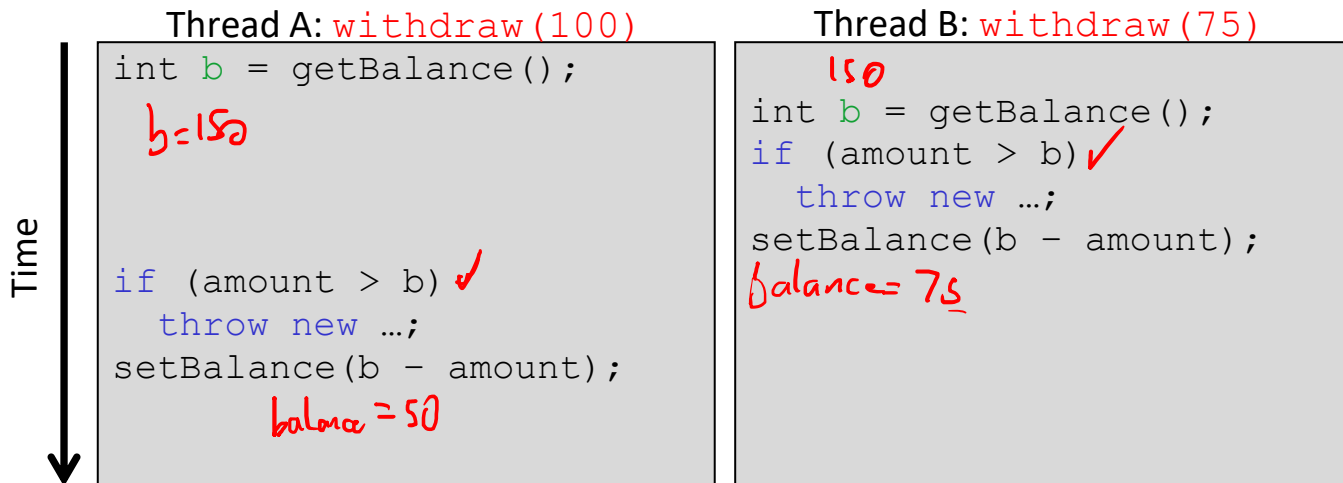 Thread A: withdraw(100)
int b = getBalance();
b=150
if (amount > b) ✓
throw new …;
setBalance(b – amount);
balance = 50
Thread B: withdraw(75)
150
int b = getBalance();
if (amount > b) ✓
throw new …;
setBalance(b – amount);
balance = 75
Time